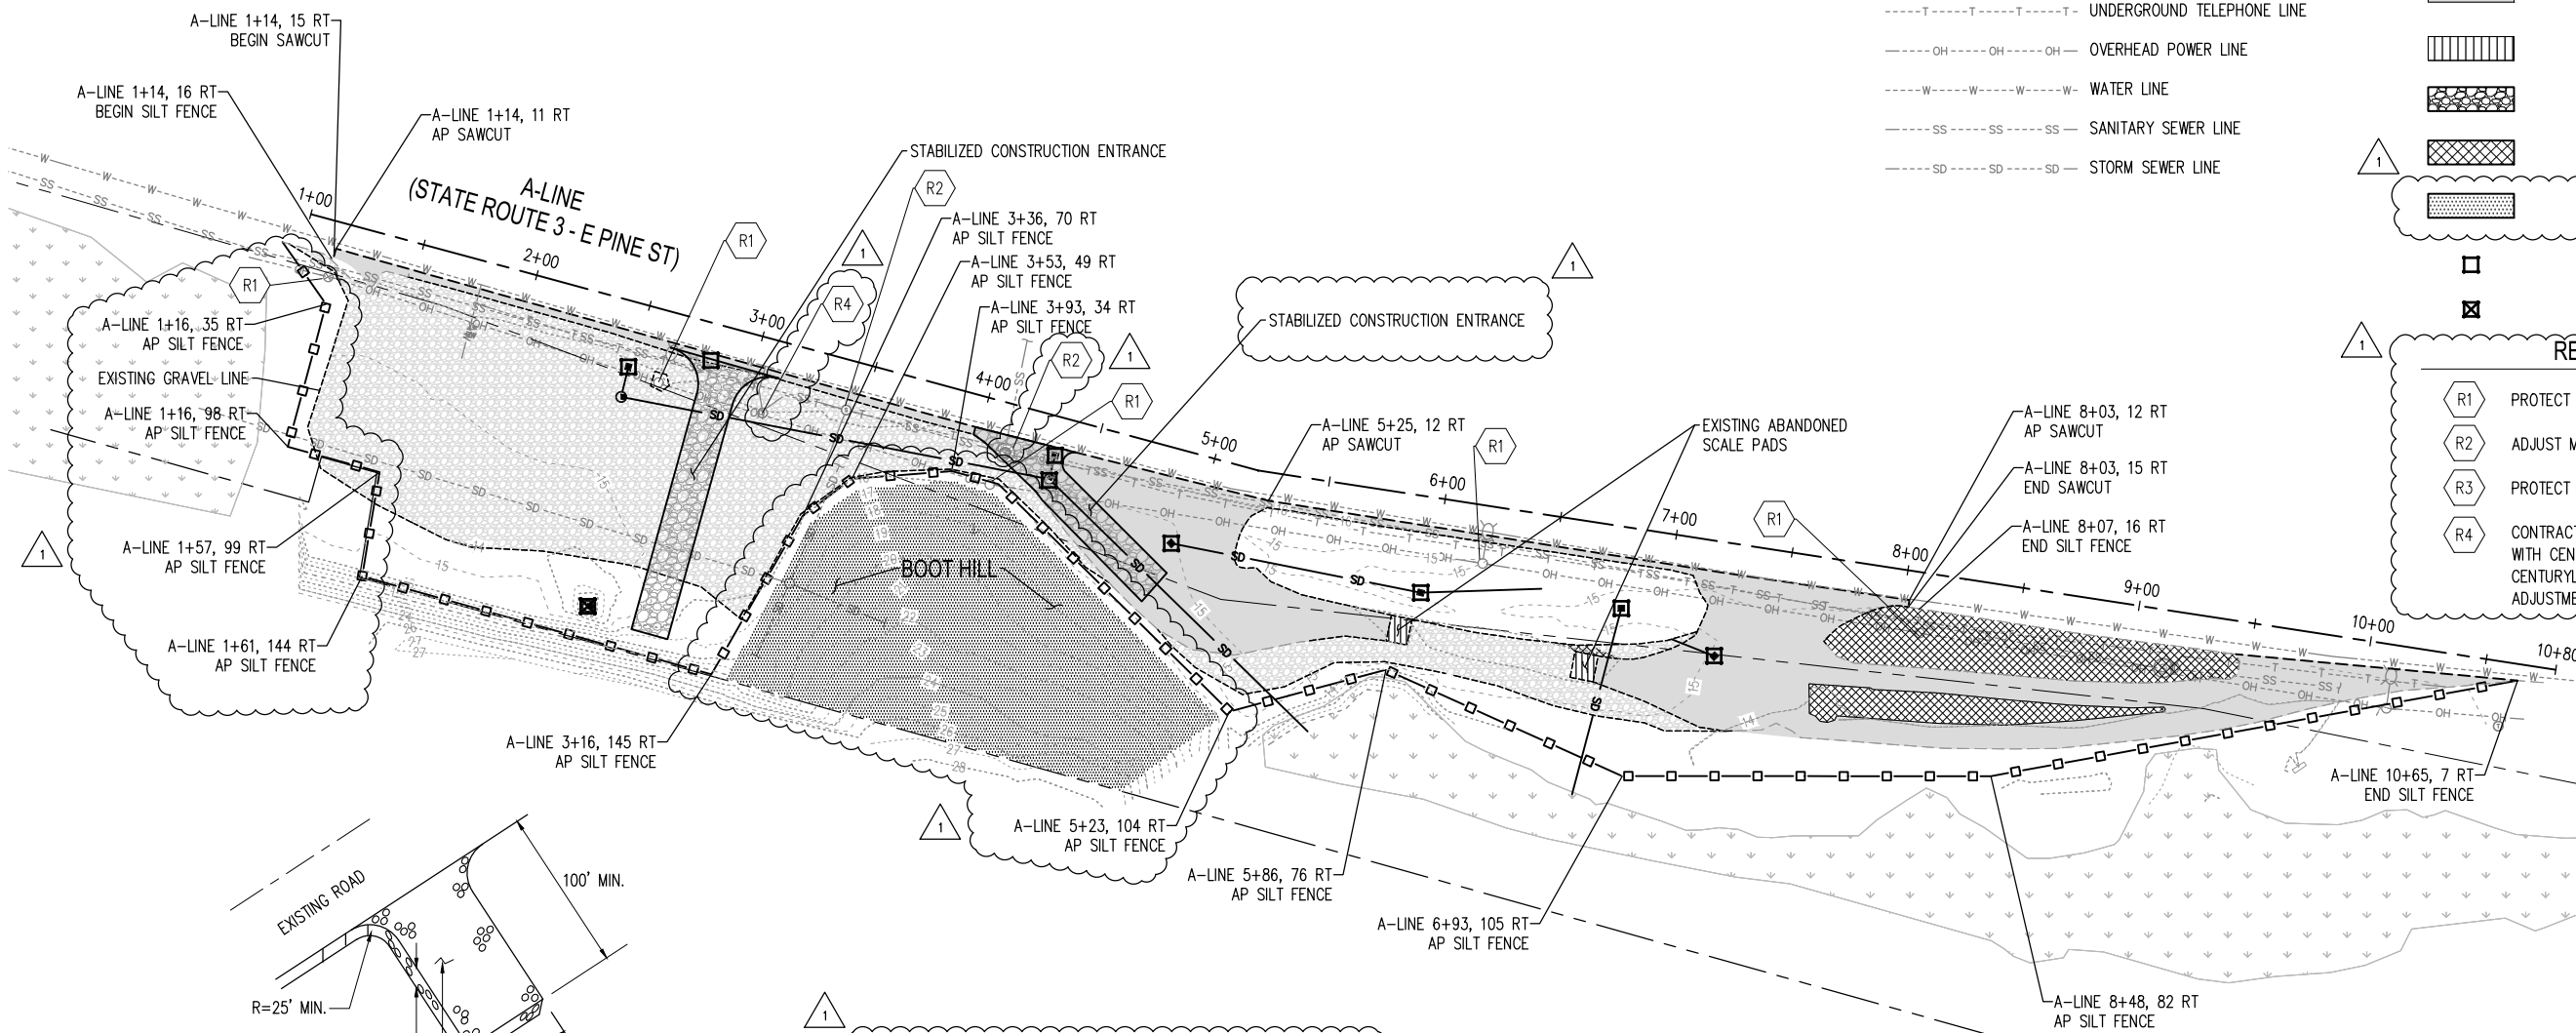 A-LINE 1+14, 15 RT
BEGIN SAWCUT
A-LINE 1+14, 16 RT
BEGIN SILT FENCE
A-LINE 1+14, 11 RT
AP SAWCUT
STABILIZED CONSTRUCTION ENTRANCE
A-LINE
(STATE ROUTE 3 - E PINE ST)
R2
R1
A-LINE 3+36, 70 RT
AP SILT FENCE
A-LINE 3+53, 49 RT
AP SILT FENCE
A-LINE 3+93, 34 RT
AP SILT FENCE
1
R4
R2
1
R1
STABILIZED CONSTRUCTION ENTRANCE
1
UNDERGROUND TELEPHONE LINE
OVERHEAD POWER LINE
WATER LINE
SANITARY SEWER LINE
STORM SEWER LINE
1
1
RE
R1 PROTECT
R2 ADJUST M
R3 PROTECT
R4 CONTRACT
WITH CEN
CENTURYL
ADJUSTME
1+00
2+00
3+00
4+00
5+00
6+00
7+00
8+00
9+00
10+00
10+80
R1
A-LINE 1+16, 35 RT
AP SILT FENCE
EXISTING GRAVEL LINE
A-LINE 1+16, 98 RT
AP SILT FENCE
A-LINE 1+57, 99 RT
AP SILT FENCE
1
A-LINE 1+61, 144 RT
AP SILT FENCE
A-LINE 3+16, 145 RT
AP SILT FENCE
BOOT HILL
A-LINE 5+25, 12 RT
AP SAWCUT
R1
EXISTING ABANDONED
SCALE PADS
R1
A-LINE 8+03, 12 RT
AP SAWCUT
A-LINE 8+03, 15 RT
END SAWCUT
A-LINE 8+07, 16 RT
END SILT FENCE
A-LINE 10+65, 7 RT
END SILT FENCE
1
A-LINE 5+23, 104 RT
AP SILT FENCE
A-LINE 5+86, 76 RT
AP SILT FENCE
A-LINE 6+93, 105 RT
AP SILT FENCE
A-LINE 8+48, 82 RT
AP SILT FENCE
EXISTING ROAD
100' MIN.
R=25' MIN.
1